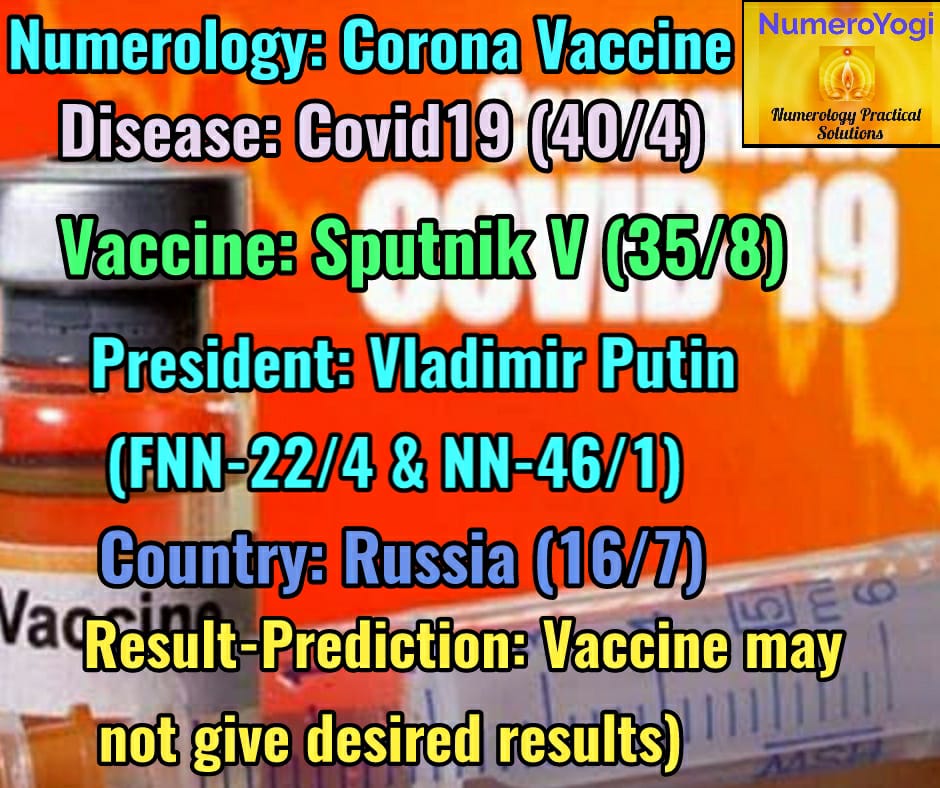 Numerology: Corona Vaccine
NumeroYogi
Numerology Practical
Solutions
Disease: Covid19 (40/4)
COVID-19
Vaccine: Sputnik V (35/8)
President: Vladimir Putin
(FNN-22/4 & NN-46/1)
Country: Russia (16/7)
Vaccine
5 m 6
Result-Prediction: Vaccine may
not give desired results)